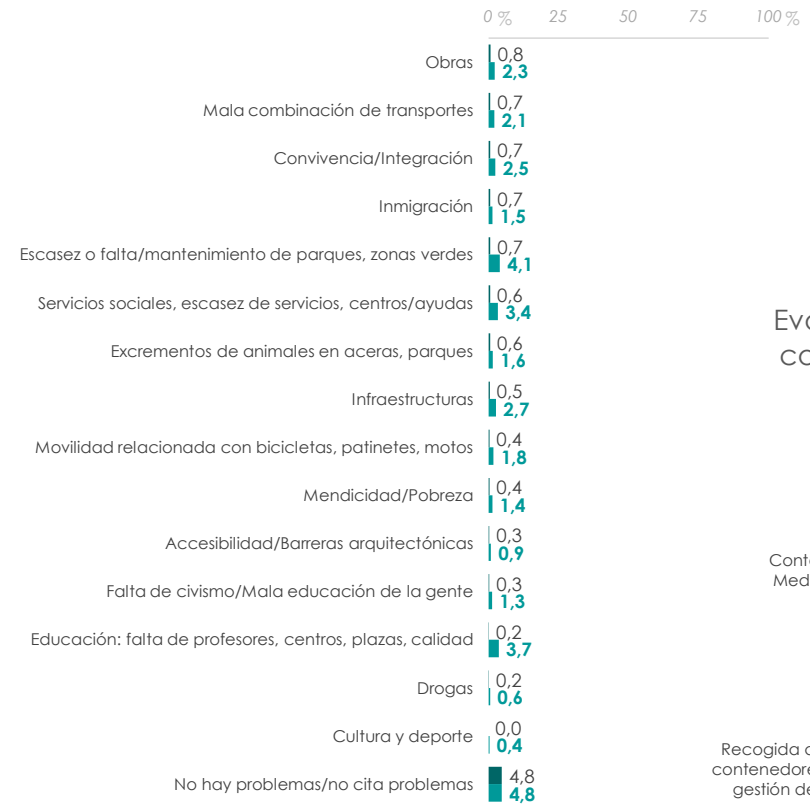 0 % 25 50 75 100 %
Obras 0,8
2,3
Mala combinación de transportes 0,7
2,1
Convivencia/Integración 0,7
2,5
Inmigración 0,7
1,5
Escasez o falta/mantenimiento de parques, zonas verdes 0,7
4,1
Servicios sociales, escasez de servicios, centros/ayudas 0,6
3,4
Excrementos de animales en aceras, parques 0,6
1,6
Infraestructuras 0,5
2,7
Movilidad relacionada con bicicletas, patinetes, motos 0,4
1,8
Mendicidad/Pobreza 0,4
1,4
Accesibilidad/Barreras arquitectónicas 0,3
0,9
Falta de civismo/Mala educación de la gente 0,3
1,3
Educación: falta de profesores, centros, plazas, calidad 0,2
3,7
Drogas 0,2
0,6
Cultura y deporte 0,0
0,4
No hay problemas/no cita problemas 4,8
4,8
Recogida
gestión